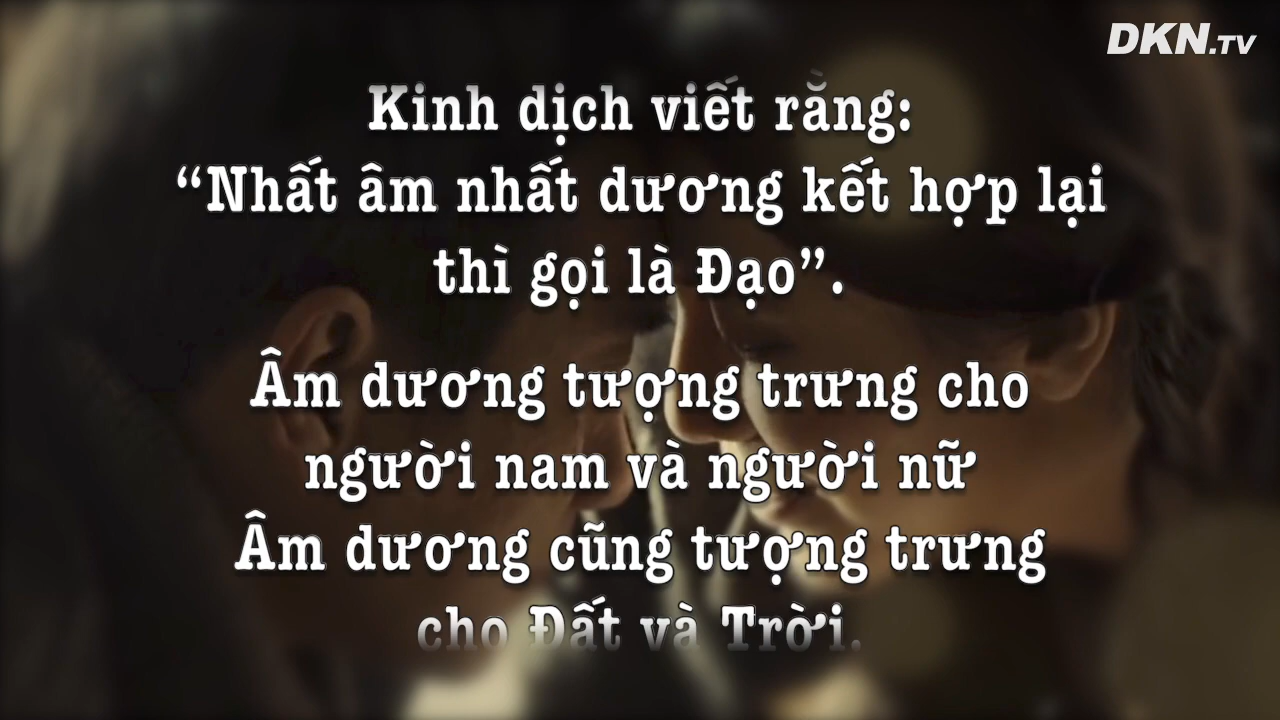 DKN.TV
Kinh dịch viết rằng:
“Nhất âm nhất dương kết hợp lại
thì gọi là Đạo”.
Âm dương tượng trưng cho
người nam và người nữ
Âm dương cũng tượng trưng
cho Đất và Trời.